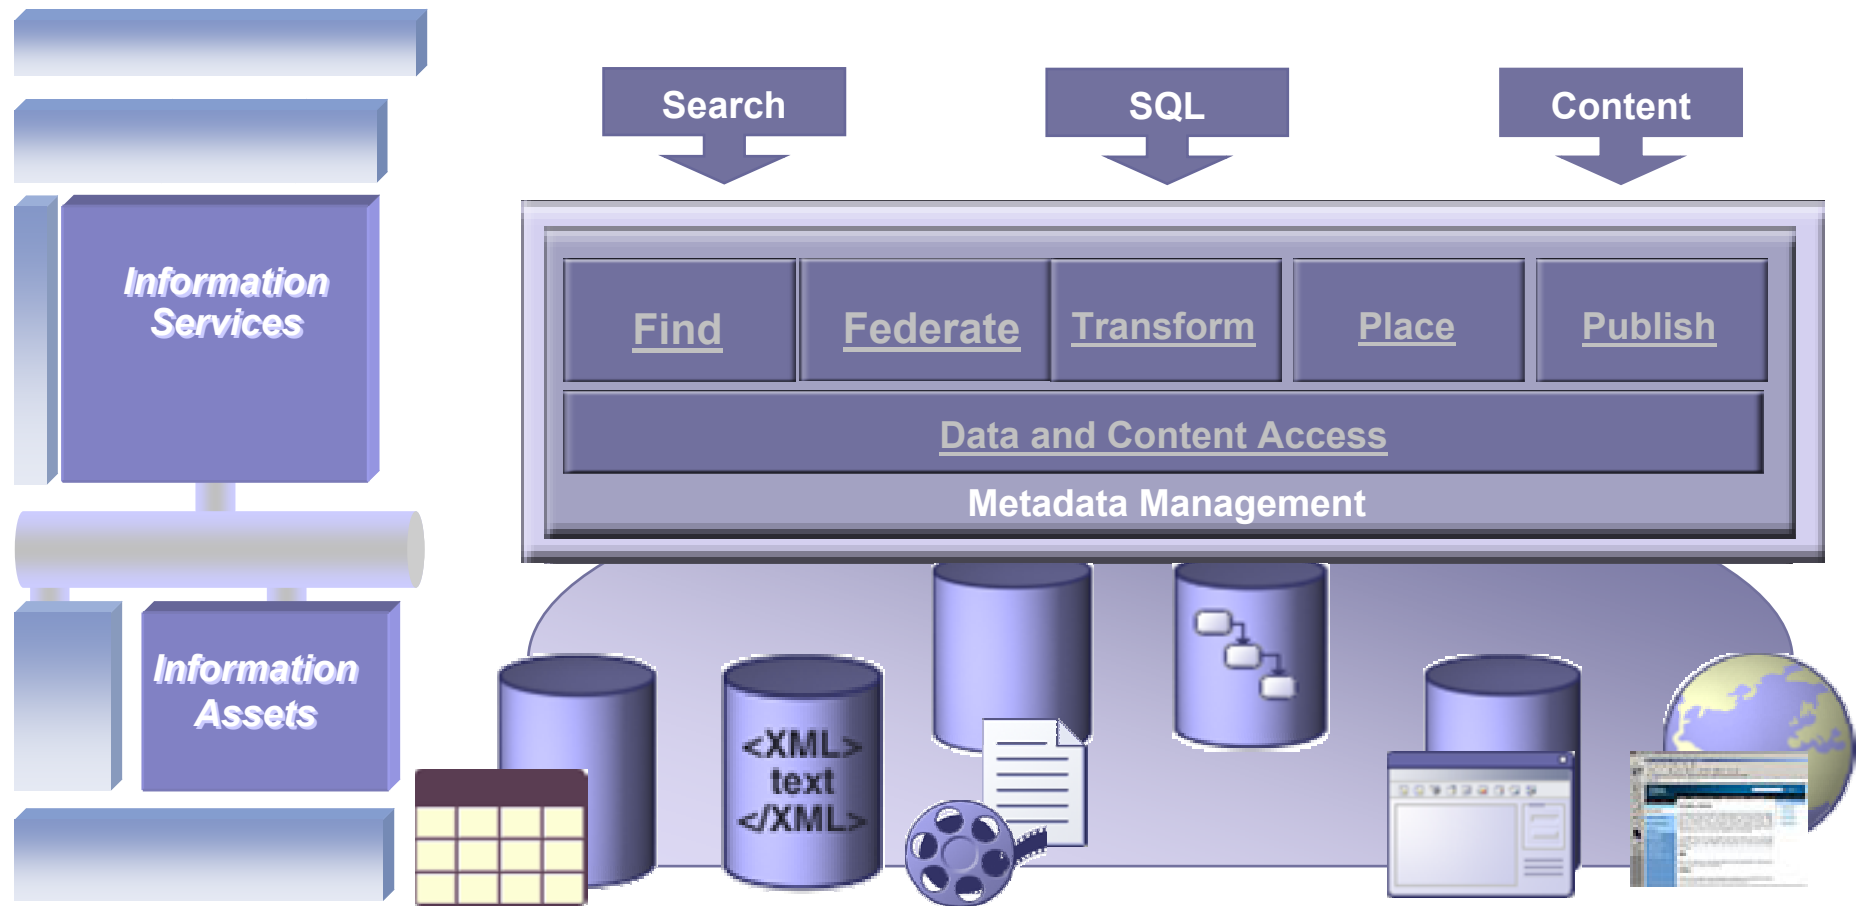 Search
SQL
Content
Information
Services
Find
Federate
Transform
Place
Publish
Data and Content Access
Metadata Management
Information
Assets
<XML>
text
</XML>